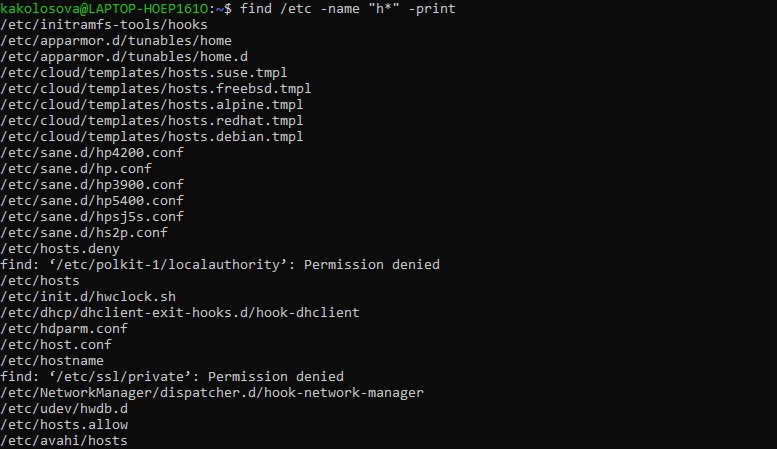 kakolosova@LAPTOP-HOEP161O:~$ find /etc -name "h*" -print
/etc/initramfs-tools/hooks
/etc/apparmor.d/tunables/home
/etc/apparmor.d/tunables/home.d
/etc/cloud/templates/hosts.suse.tmpl
/etc/cloud/templates/hosts.freebsd.tmpl
/etc/cloud/templates/hosts.alpine.tmpl
/etc/cloud/templates/hosts.redhat.tmpl
/etc/cloud/templates/hosts.debian.tmpl
/etc/sane.d/hp4200.conf
/etc/sane.d/hp.conf
/etc/sane.d/hp3900.conf
/etc/sane.d/hp5400.conf
/etc/sane.d/hpsj5s.conf
/etc/sane.d/hs2p.conf
/etc/hosts.deny
find: ‘/etc/polkit-1/localauthority’: Permission denied
/etc/hosts
/etc/init.d/hwclock.sh
/etc/dhcp/dhclient-exit-hooks.d/hook-dhclient
/etc/hdparm.conf
/etc/host.conf
/etc/hostname
find: ‘/etc/ssl/private’: Permission denied
/etc/NetworkManager/dispatcher.d/hook-network-manager
/etc/udev/hwdb.d
/etc/hosts.allow
/etc/avahi/hosts